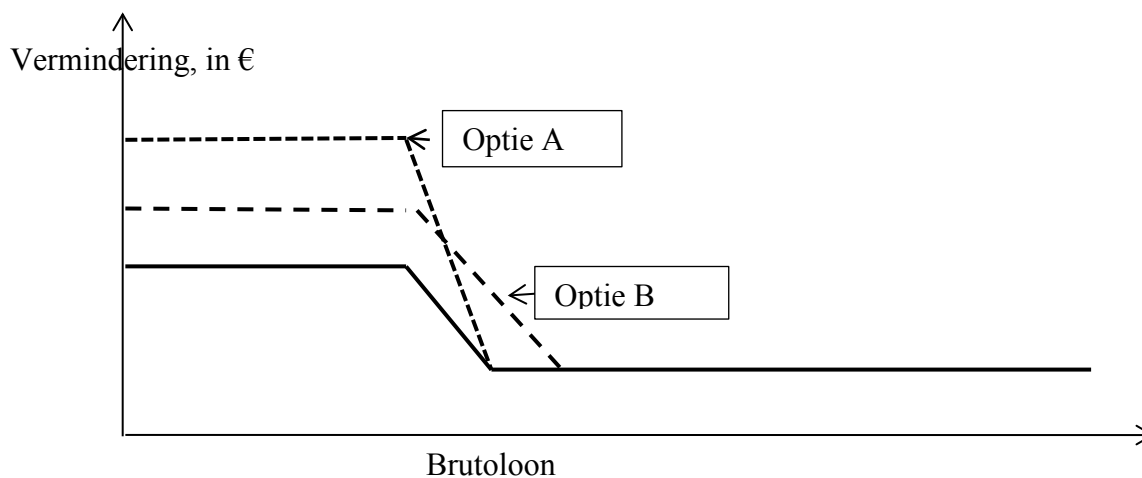 Vermindering, in €
Optie A
Optie B
Brutoloon